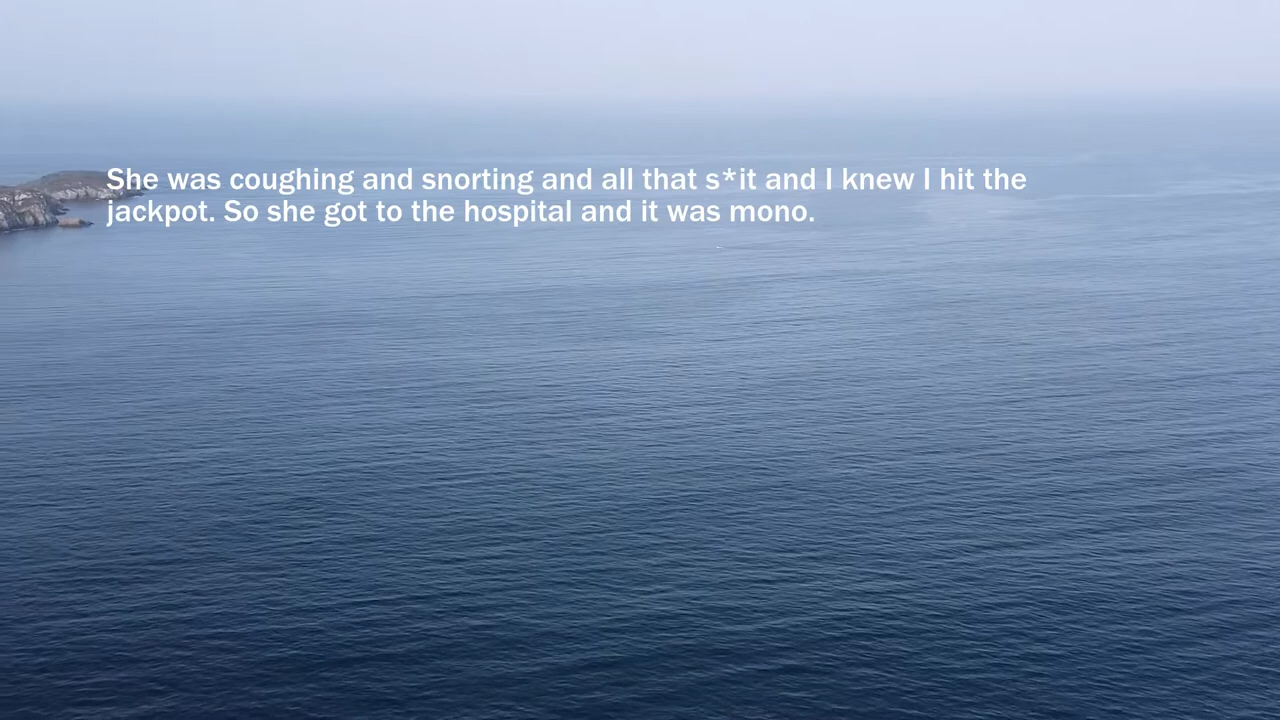 She was coughing and snorting and all that s*it and I knew I hit the
jackpot. So she got to the hospital and it was mono.